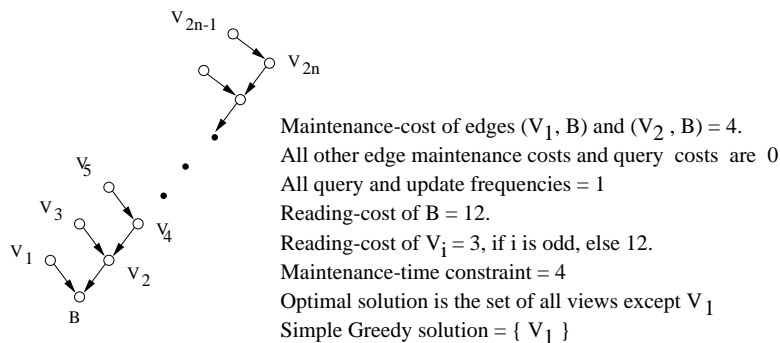 V2n-1
V2n
V5
V3
V4
V1
V2
B
Maintenance-cost of edges (V1, B) and (V2 , B) = 4.
All other edge maintenance costs and query costs are 0
All query and update frequencies = 1
Reading-cost of B = 12.
Reading-cost of Vi = 3, if i is odd, else 12.
Maintenance-time constraint = 4
Optimal solution is the set of all views except V1
Simple Greedy solution = { V1 }